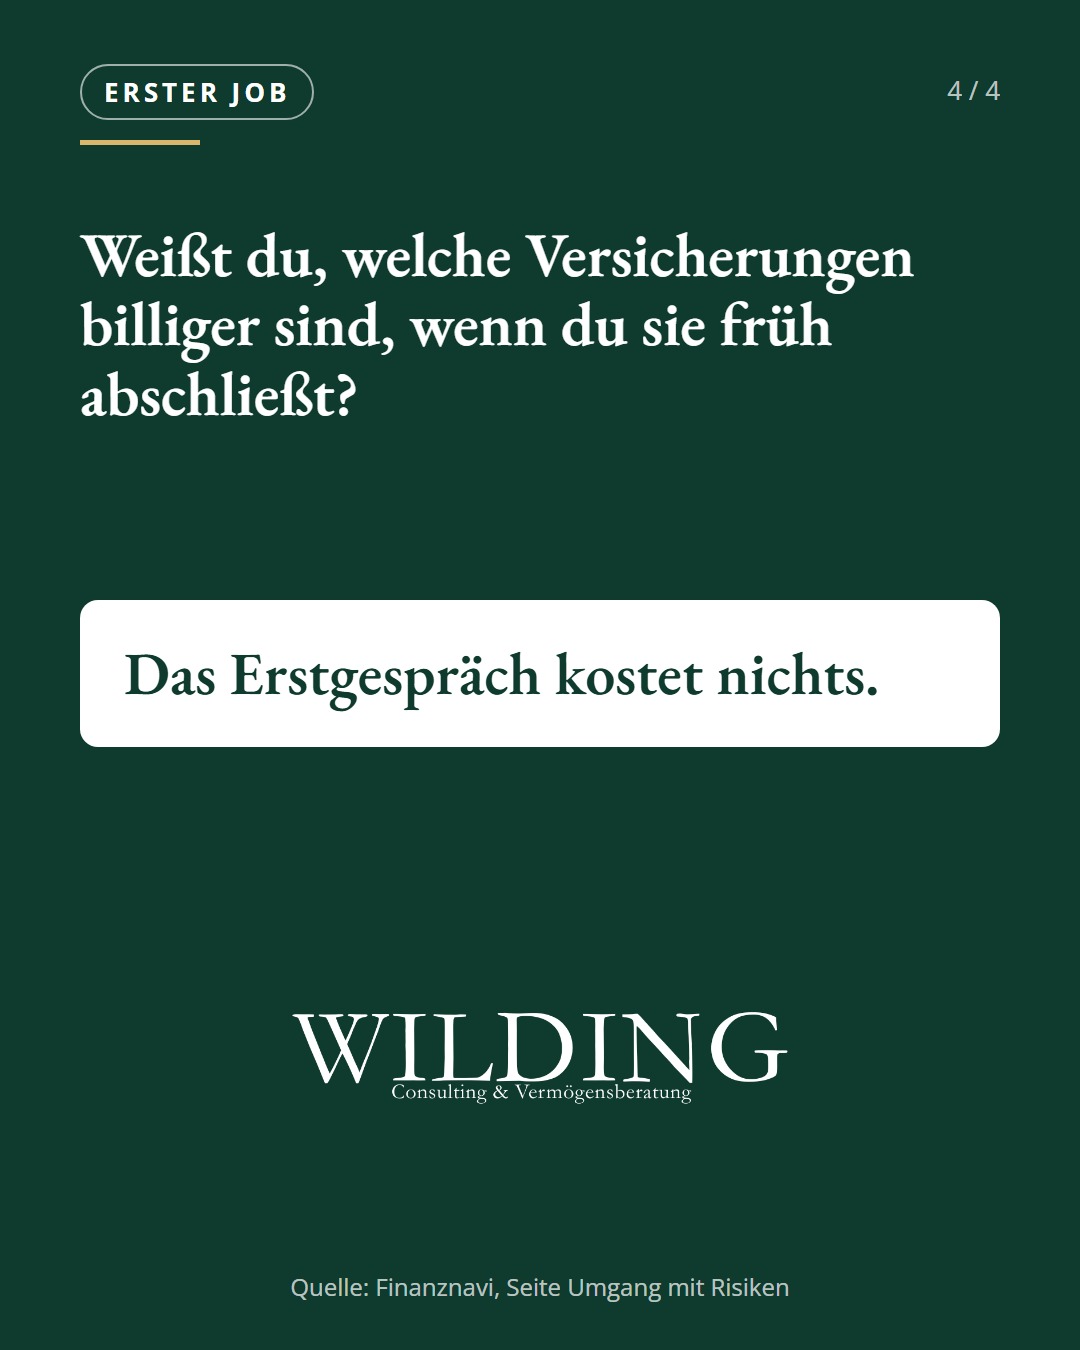 ERSTER JOB
4 / 4
Weißt du, welche Versicherungen
billiger sind, wenn du sie früh
abschließt?
Das Erstgespräch kostet nichts.
WILDING
Consulting & Vermögensberatung
Quelle: Finanznavi, Seite Umgang mit Risiken